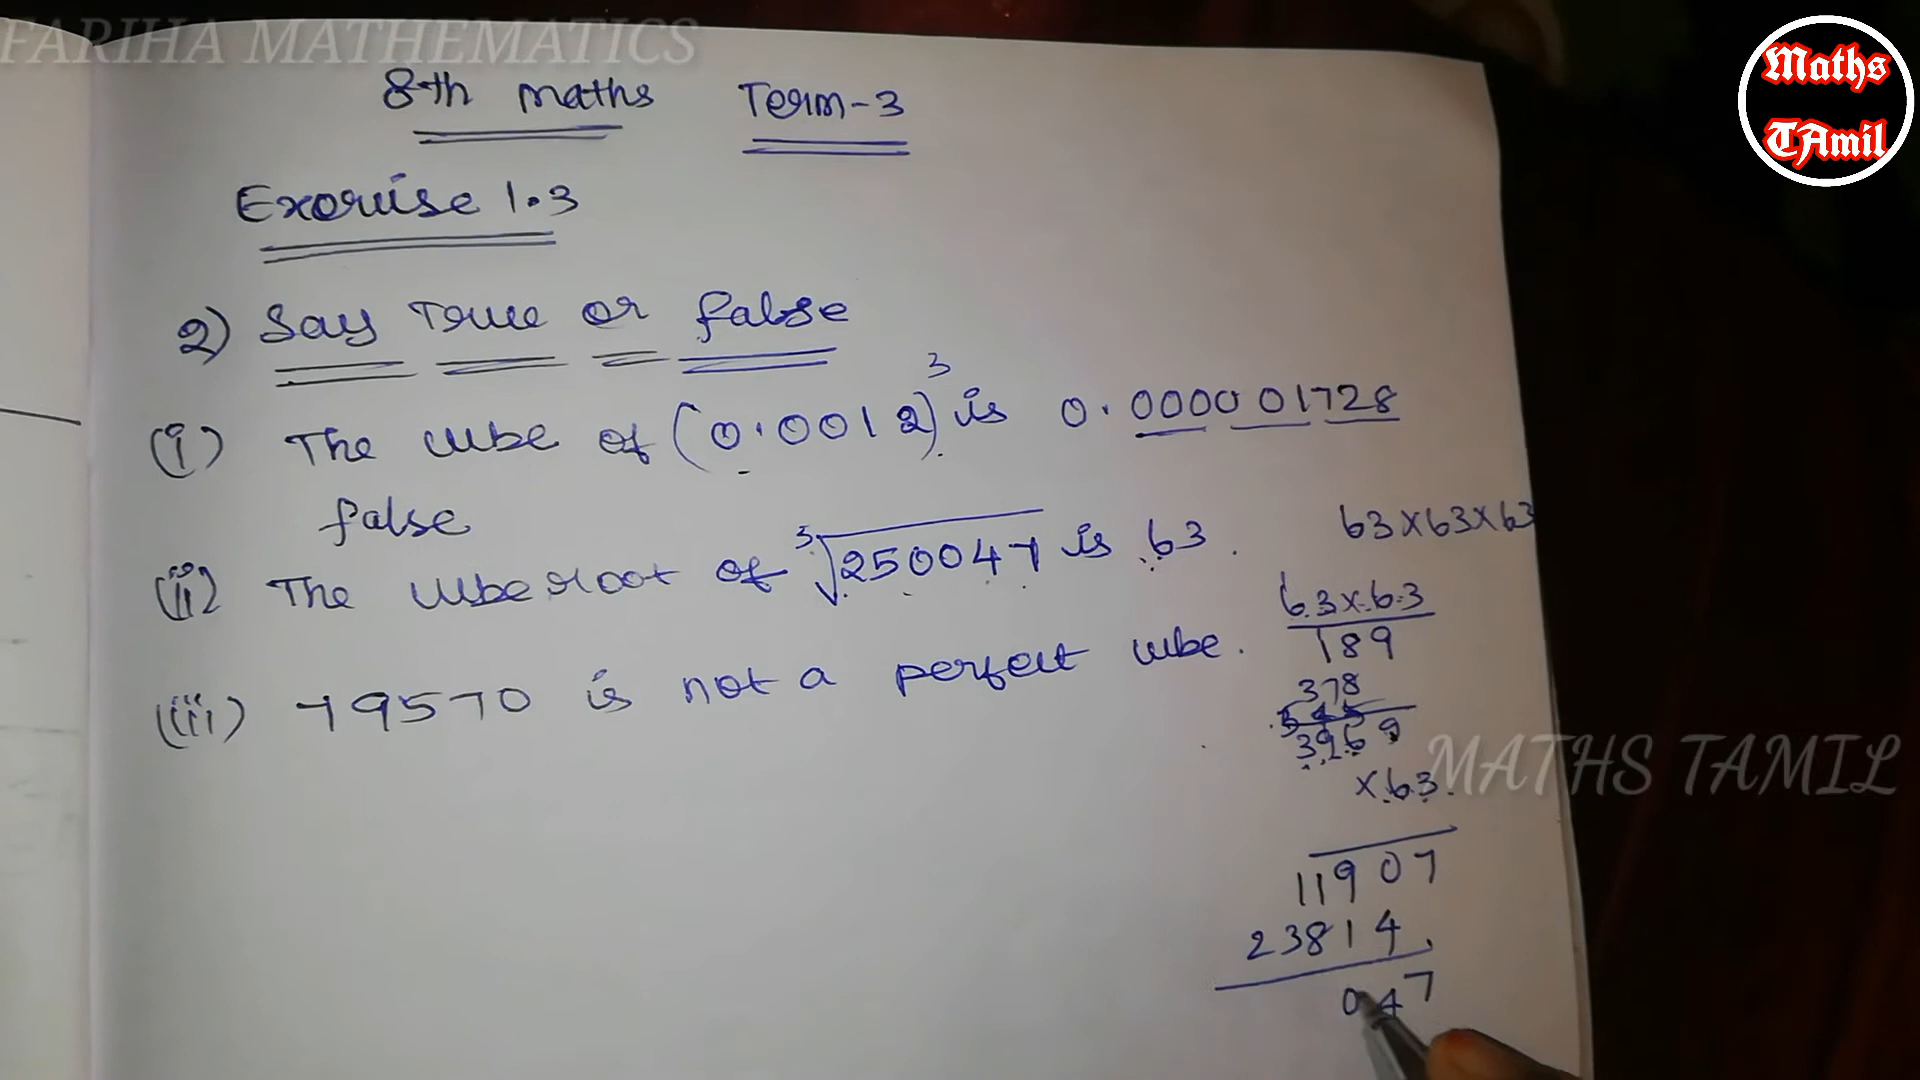 FARIHA MATHEMATICS
Maths
TAmil
8th maths Term-3
Exercise 1.3
2) Say True or false
(i) The cube of (0.0012)³ is 0.000001728
false
(ii) The cube root of ³√250047 is 63.
(iii) 79570 is not a perfect cube.
63×63×63
63×63
189
378
3969
×63
11907
23814
047
MATHS TAMIL